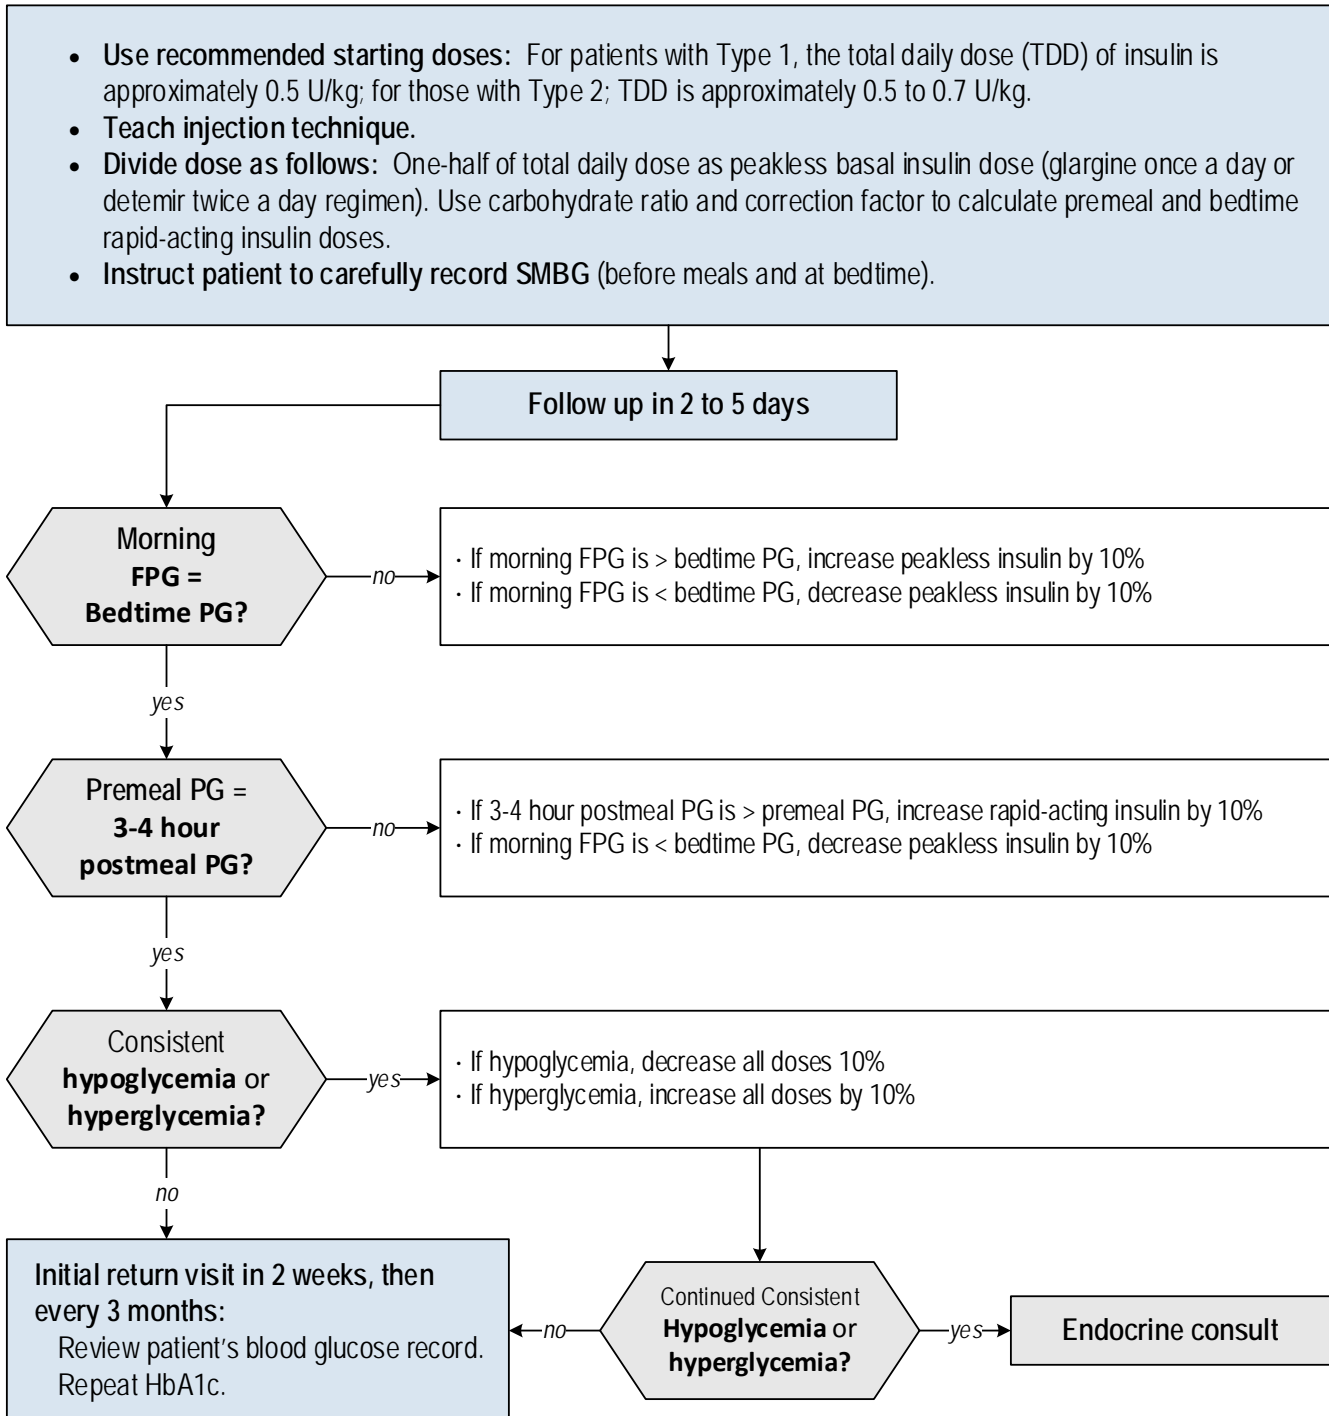 • Use recommended starting doses: For patients with Type 1, the total daily dose (TDD) of insulin is
approximately 0.5 U/kg; for those with Type 2; TDD is approximately 0.5 to 0.7 U/kg.
• Teach injection technique.
• Divide dose as follows: One-half of total daily dose as peakless basal insulin dose (glargine once a day or
detemir twice a day regimen). Use carbohydrate ratio and correction factor to calculate premeal and bedtime
rapid-acting insulin doses.
• Instruct patient to carefully record SMBG (before meals and at bedtime).
Follow up in 2 to 5 days
Morning
FPG =
Bedtime PG?
no
· If morning FPG is > bedtime PG, increase peakless insulin by 10%
· If morning FPG is < bedtime PG, decrease peakless insulin by 10%
yes
Premeal PG =
3-4 hour
postmeal PG?
no
· If 3-4 hour postmeal PG is > premeal PG, increase rapid-acting insulin by 10%
· If morning FPG is < bedtime PG, decrease peakless insulin by 10%
yes
Consistent
hypoglycemia or
hyperglycemia?
yes
· If hypoglycemia, decrease all doses 10%
· If hyperglycemia, increase all doses by 10%
no
Initial return visit in 2 weeks, then
every 3 months:
Review patient's blood glucose record.
Repeat HbA1c.
no
Continued Consistent
Hypoglycemia or
hyperglycemia?
yes
Endocrine consult